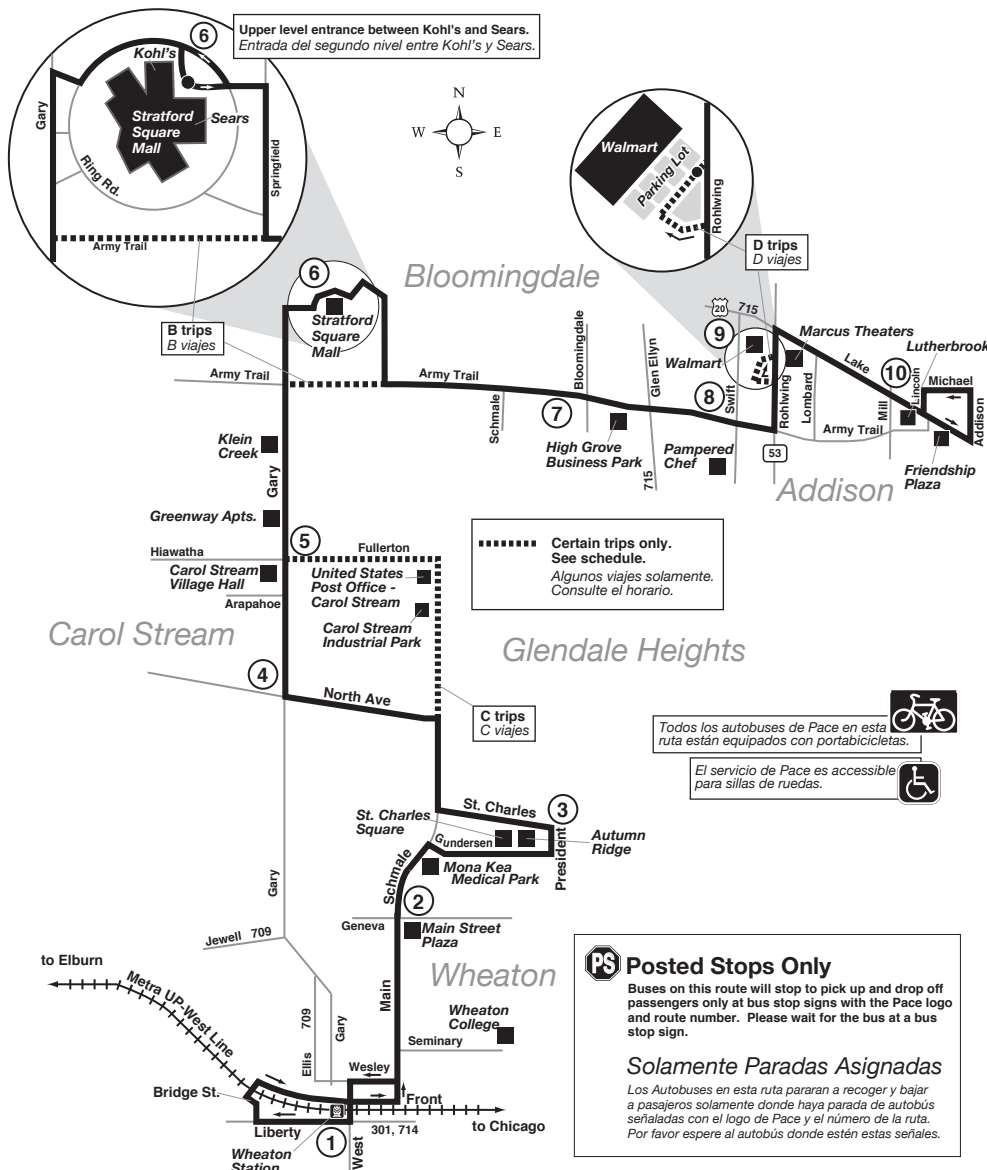 6
Upper level entrance between Kohl's and Sears.
Entrada del segundo nivel entre Kohl's y Sears.
Kohl's
Gary
Stratford
Square
Mall
Sears
Ring Rd.
Springfield
Army Trail
N
W
E
S
Walmart
Parking Lot
Rohlwing
D trips
D viajes
Bloomingdale
6
Stratford
Square
Mall
B trips
B viajes
Army Trail
Army Trail
20
715
9
Walmart
Marcus Theaters
Lutherbrook
Lake
10
Lincoln
Michael
Addison
Bloomingdale
Glen Ellyn
8
Swift
Rohlwing
Lombard
Mill
Army Trail
Schmale
7
High Grove
Business Park
715
Pampered
Chef
53
Friendship
Plaza
Addison
Klein
Creek
Gary
Greenway Apts.
5
Hiawatha
Fullerton
Carol Stream
Village Hall
Arapahoe
United States
Post Office -
Carol Stream
Carol Stream
Industrial Park
Certain trips only.
See schedule.
Algunos viajes solamente.
Consulte el horario.
Carol Stream
Glendale Heights
4
North Ave
C trips
C viajes
Todos los autobuses de Pace en esta
ruta están equipados con portabicicletas.
El servicio de Pace es accessible
para sillas de ruedas.
St. Charles
3
St. Charles
Square
Gundersen
Autumn
Ridge
President
Schmale
Mona Kea
Medical Park
Gary
2
Geneva
Main Street
Plaza
Jewell 709
Wheaton
to Elburn
Metra UP-West Line
709
Gary
Main
Wheaton
College
Seminary
Ellis
Wesley
Bridge St.
Front
to Chicago
Liberty
1
301, 714
West
Wheaton
Station
PS
Posted Stops Only
Buses on this route will stop to pick up and drop off
passengers only at bus stop signs with the Pace logo
and route number. Please wait for the bus at a bus
stop sign.
Solamente Paradas Asignadas
Los Autobuses en esta ruta pararan a recoger y bajar
a pasajeros solamente donde haya parada de autobús
señaladas con el logo de Pace y el número de la ruta.
Por favor espere al autobús donde estén estas señales.